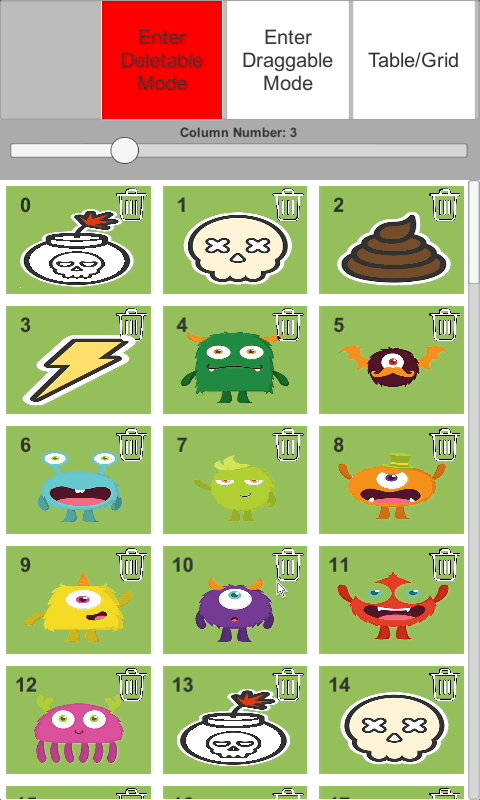 Enter
Deletable
Mode
Enter
Draggable
Mode
Table/Grid
Column Number: 3
0
1
2
3
4
5
6
7
8
9
10
11
12
13
14